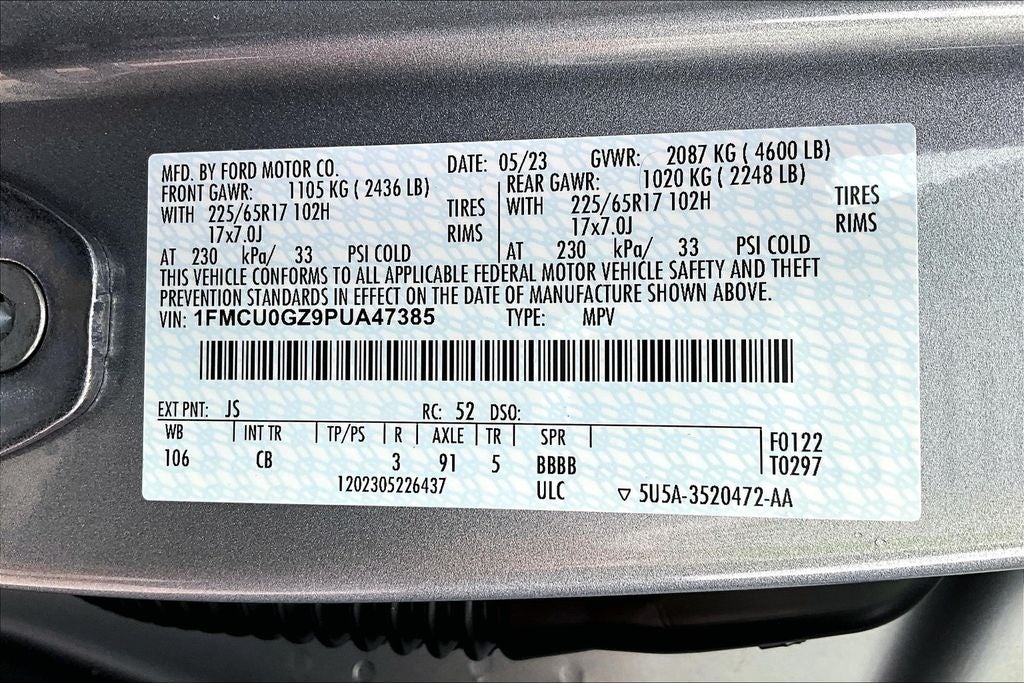 MFD. BY FORD MOTOR CO. DATE: 05/23 GVWR: 2087 KG ( 4600 LB)
FRONT GAWR: 1105 KG ( 2436 LB) REAR GAWR: 1020 KG ( 2248 LB)
WITH 225/65R17 102H TIRES WITH 225/65R17 102H TIRES
17x7.0J RIMS 17x7.0J RIMS
AT 230 kPa/ 33 PSI COLD AT 230 kPa/ 33 PSI COLD
THIS VEHICLE CONFORMS TO ALL APPLICABLE FEDERAL MOTOR VEHICLE SAFETY AND THEFT
PREVENTION STANDARDS IN EFFECT ON THE DATE OF MANUFACTURE SHOWN ABOVE.
VIN: 1FMCU0GZ9PUA47385 TYPE: MPV
EXT PNT: JS RC: 52 DSO:
WB INT TR TP/PS R AXLE TR SPR F0122
106 CB 3 91 5 BBBB T0297
1202305226437 ULC ▽ 5U5A-3520472-AA